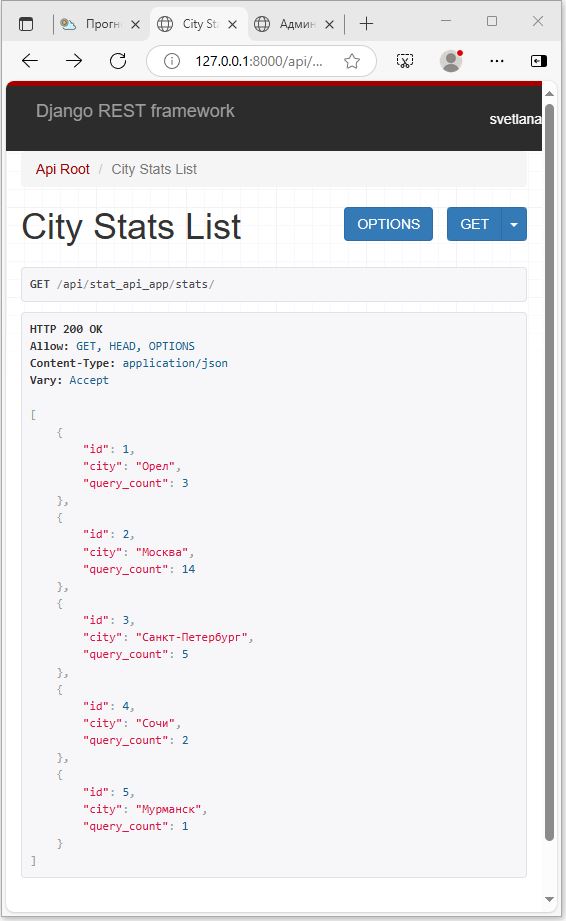 Прогн
City St
Админ
127.0.0.1:8000/api/...
Django REST framework
svetlana
Api Root / City Stats List
City Stats List
OPTIONS
GET
GET /api/stat_api_app/stats/
HTTP 200 OK
Allow: GET, HEAD, OPTIONS
Content-Type: application/json
Vary: Accept
[
{
"id": 1,
"city": "Орел",
"query_count": 3
},
{
"id": 2,
"city": "Москва",
"query_count": 14
},
{
"id": 3,
"city": "Санкт-Петербург",
"query_count": 5
},
{
"id": 4,
"city": "Сочи",
"query_count": 2
},
{
"id": 5,
"city": "Мурманск",
"query_count": 1
}
]